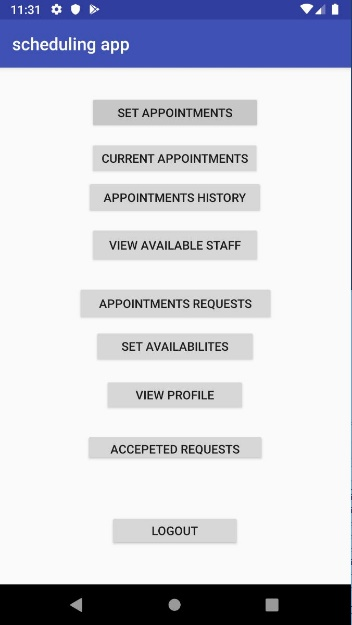 11:31
scheduling app
SET APPOINTMENTS
CURRENT APPOINTMENTS
APPOINTMENTS HISTORY
VIEW AVAILABLE STAFF
APPOINTMENTS REQUESTS
SET AVAILABILITES
VIEW PROFILE
ACCEPETED REQUESTS
LOGOUT